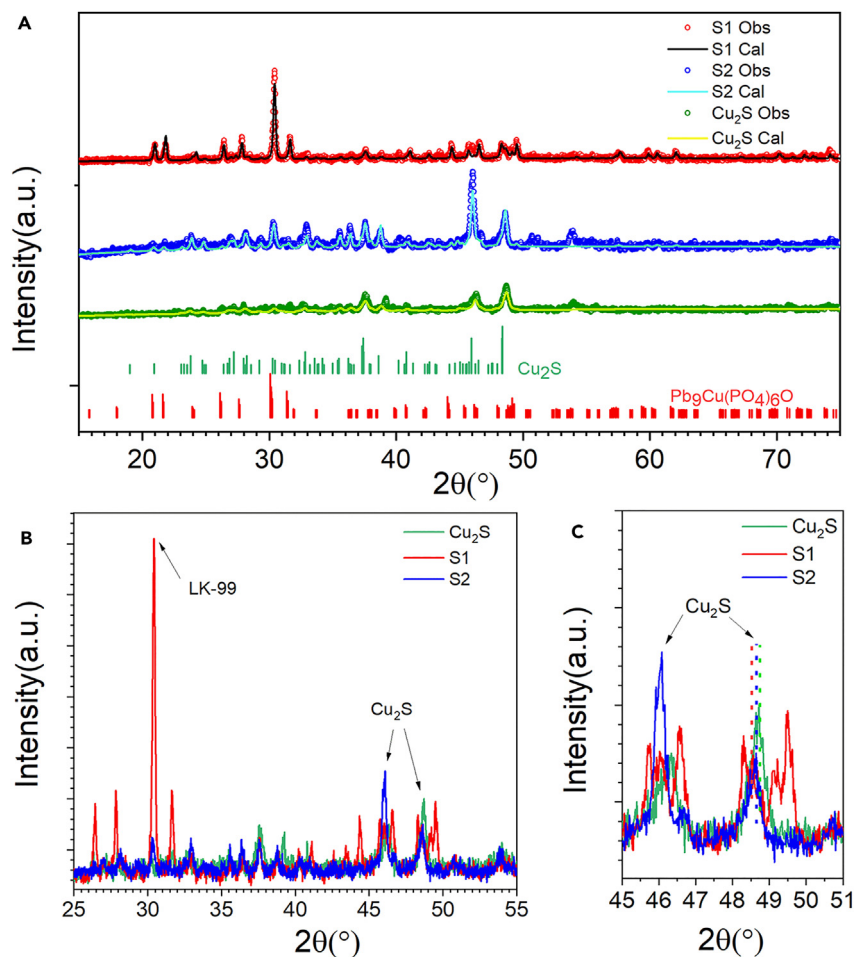 A
S1 Obs
S1 Cal
S2 Obs
S2 Cal
Cu₂S Obs
Cu₂S Cal
Intensity(a.u.)
Cu₂S
Pb₉Cu(PO₄)₆O
20 30 40 50 60 70
2θ(°)
B
Cu₂S
S1
S2
LK-99
Cu₂S
Intensity(a.u.)
25 30 35 40 45 50 55
2θ(°)
C
Cu₂S
S1
S2
Cu₂S
Intensity(a.u.)
45 46 47 48 49 50 51
2θ(°)